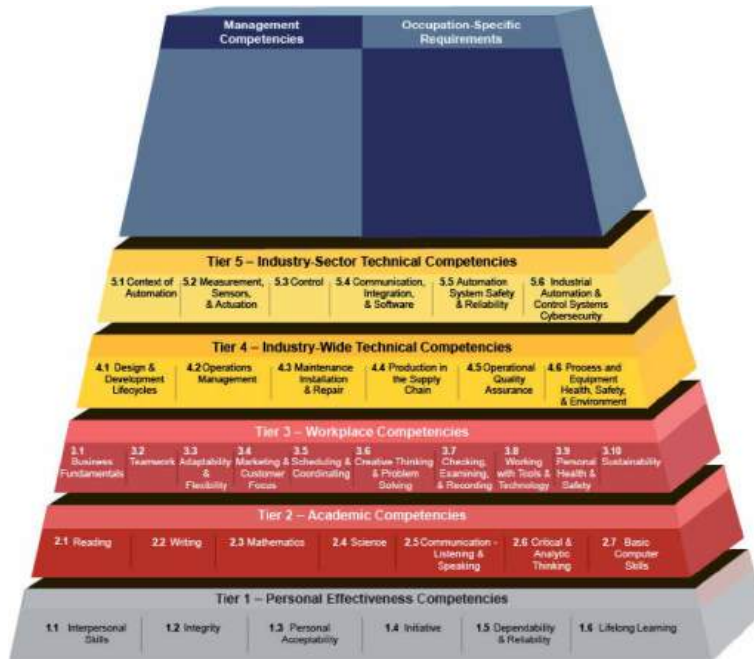 Management
Competencies
Occupation-Specific
Requirements
Tier 5 – Industry-Sector Technical Competencies
5.1 Context of
Automation
5.2 Measurement,
Sensors,
& Actuation
5.3 Control
5.4 Communication,
Integration,
& Software
5.5 Automation
System Safety
& Reliability
5.6 Industrial
Automation &
Control Systems
Cybersecurity
Tier 4 – Industry-Wide Technical Competencies
4.1 Design &
Development
Lifecycles
4.2 Operations
Management
4.3 Maintenance
Installation
& Repair
4.4 Production in
the Supply
Chain
4.5 Operational
Quality
Assurance
4.6 Process and
Equipment
Health, Safety,
& Environment
Tier 3 – Workplace Competencies
3.1
Business
Fundamentals
3.2
Teamwork
3.3
Adaptability
&
Flexibility
3.4
Marketing &
Customer
Focus
3.5
Scheduling &
Coordinating
3.6
Creative Thinking
& Problem
Solving
3.7
Checking,
Examining,
& Recording
3.8
Working
with Tools &
Technology
3.9
Personal
Health &
Safety
3.10
Sustainability
Tier 2 – Academic Competencies
2.1 Reading
2.2 Writing
2.3 Mathematics
2.4 Science
2.5 Communication -
Listening &
Speaking
2.6 Critical &
Analytic
Thinking
2.7 Basic
Computer
Skills
Tier 1 – Personal Effectiveness Competencies
1.1 Interpersonal
Skills
1.2 Integrity
1.3 Personal
Acceptability
1.4 Initiative
1.5 Dependability
& Reliability
1.6 Lifelong Learning